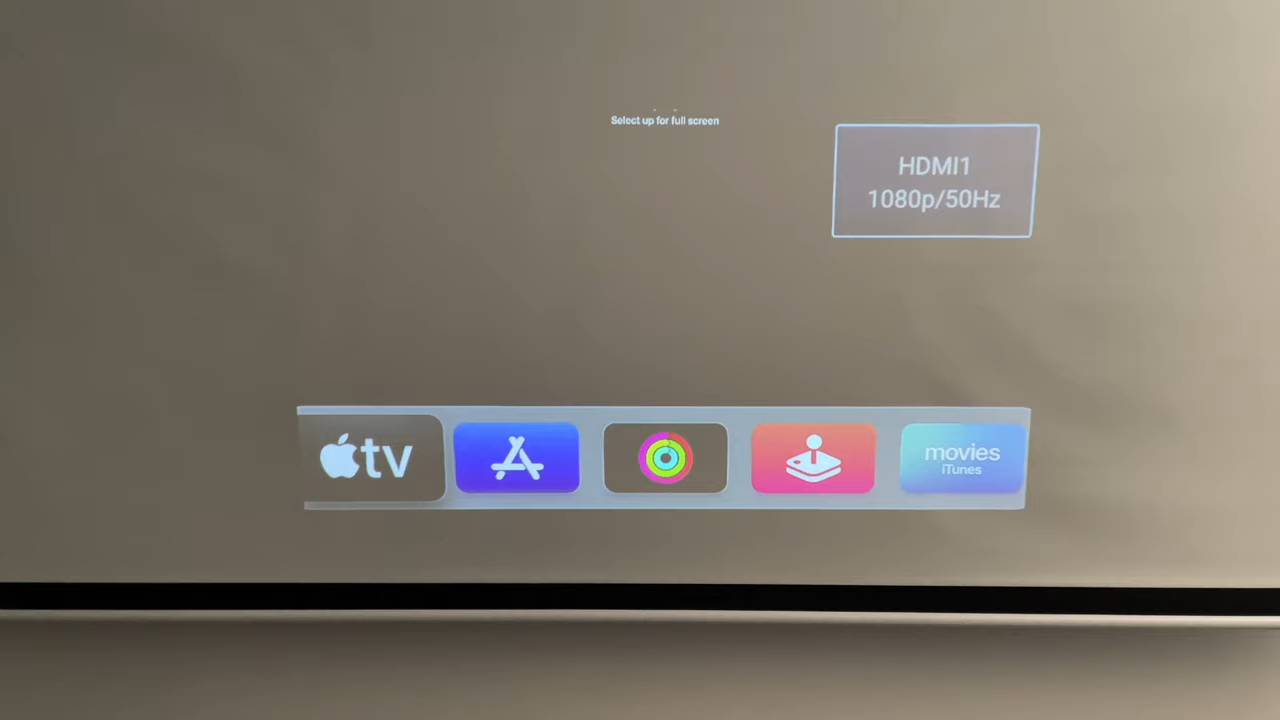 Select up for full screen
HDMI1
1080p/50Hz
tv
movies
iTunes